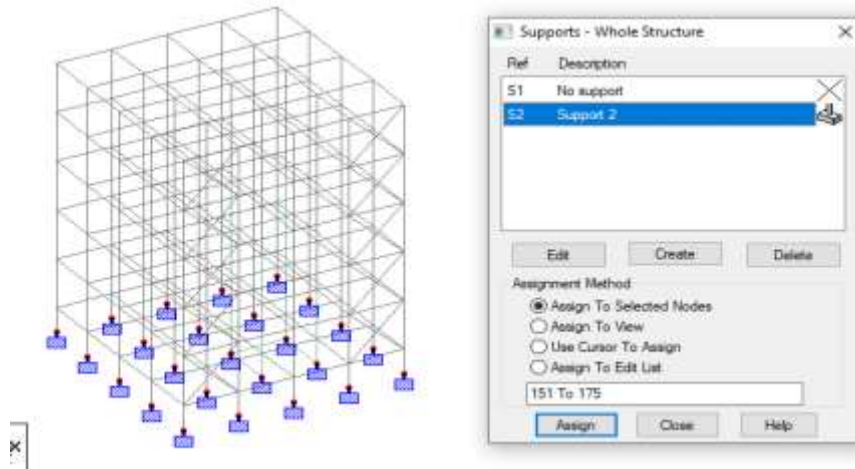 Supports - Whole Structure
Ref Description
S1 No support
S2 Support 2
Edit Create Delete
Assignment Method
Assign To Selected Nodes
Assign To View
Use Cursor To Assign
Assign To Edit List
151 To 175
Assign Close Help